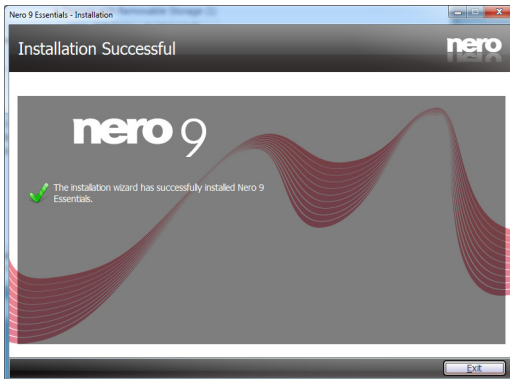 Nero 9 Essentials - Installation
Installation Successful
nero
nero 9
The installation wizard has successfully installed Nero 9
Essentials.
Exit